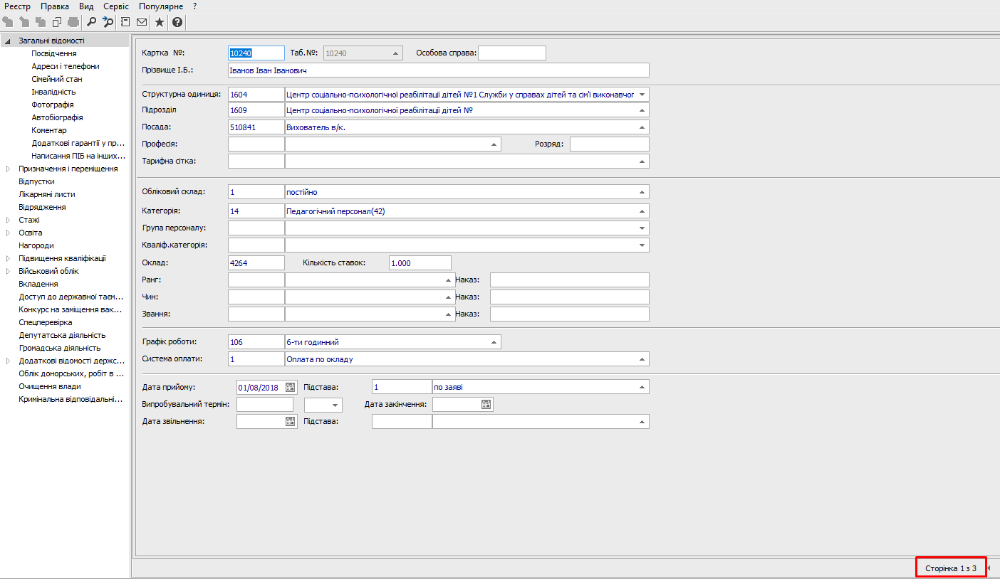 Реєстр Правка Вид Сервіс Популярне ?
Загальні відомості
Посвідчення
Адреси і телефони
Сімейний стан
Інвалідність
Фотографія
Автобіографія
Коментар
Додаткові гарантії у пр...
Написання ПІБ на інших...
Призначення і переміщення
Відпустки
Лікарняні листи
Відрядження
Стажі
Освіта
Нагороди
Підвищення кваліфікації
Військовий облік
Вкладення
Доступ до державної таєм...
Конкурс на заміщення вак...
Спецперевірка
Депутатська діяльність
Громадська діяльність
Додаткові відомості держс...
Облік донорських, робіт в ...
Очищення влади
Кримінальна відповідальні...
Картка №: 10240 Таб.№: 10240 Особова справа:
Прізвище І.Б.: Іванов Іван Іванович
Структурна одиниця: 1604 Центр соціально-психологічної реабілітації дітей №1 Служби у справах дітей та сім'ї виконавчог
Підрозділ 1609 Центр соціально-психологічної реабілітації дітей №
Посада: 510841 Вихователь в/к.
Професія: Розряд:
Тарифна сітка:
Обліковий склад: 1 постійно
Категорія: 14 Педагогічний персонал(42)
Група персоналу:
Кваліф.категорія:
Оклад: 4264 Кількість ставок: 1.000
Ранг: Наказ:
Чин: Наказ:
Звання: Наказ:
Графік роботи: 106 6-ти годинний
Система оплати: 1 Оплата по окладу
Дата прийому: 01/08/2018 Підстава: 1 по заяві
Випробувальний термін: Дата закінчення:
Дата звільнення: Підстава:
Сторінка 1 з 3